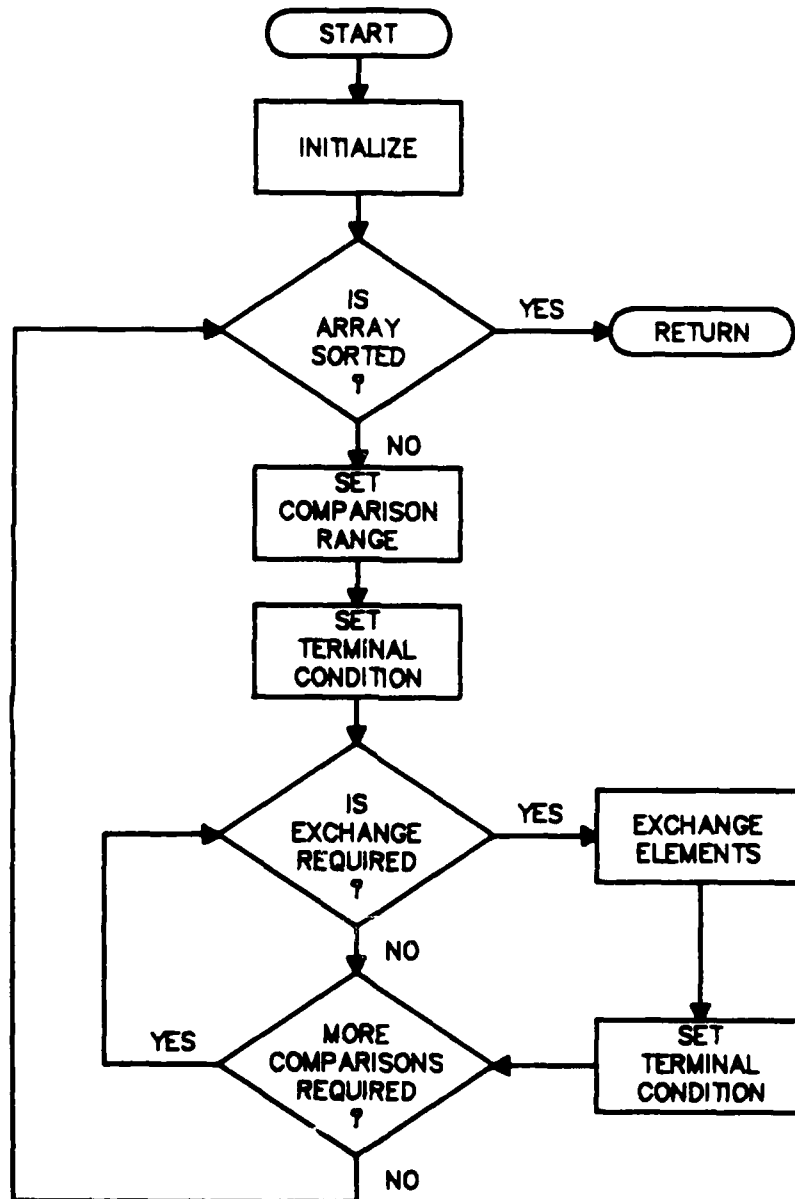 START
INITIALIZE
IS
ARRAY
SORTED
?
YES
RETURN
NO
SET
COMPARISON
RANGE
SET
TERMINAL
CONDITION
IS
EXCHANGE
REQUIRED
?
YES
EXCHANGE
ELEMENTS
NO
YES
MORE
COMPARISONS
REQUIRED
?
SET
TERMINAL
CONDITION
NO